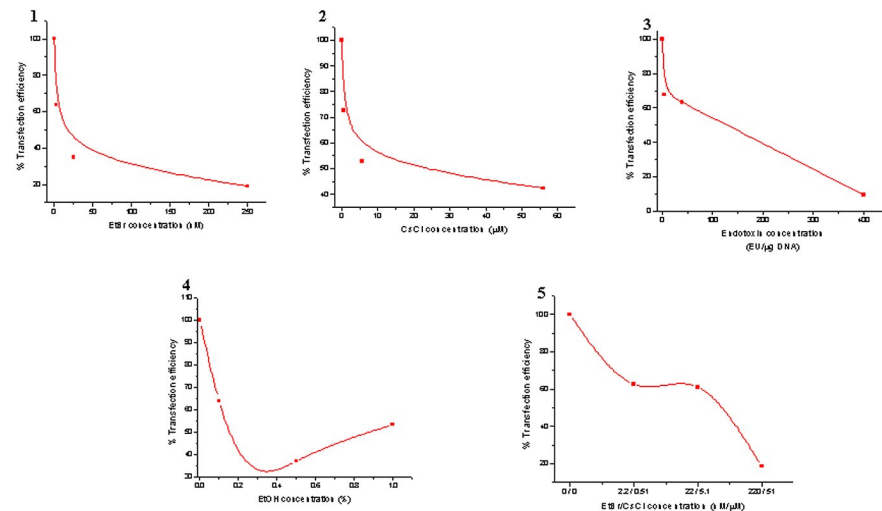 1
% Transfection efficiency
100
80
60
40
20
0 50 100 150 200 250
EtBr concentration (nM)
2
% Transfection efficiency
100
90
80
70
60
50
40
0 10 20 30 40 50 60
CsCl concentration (µM)
3
% Transfection efficiency
100
80
60
40
20
0
0 100 200 300 400
Endotoxin concentration
(EU/µg DNA)
4
% Transfection efficiency
110
100
90
80
70
60
50
40
30
0.0 0.2 0.4 0.6 0.8 1.0
EtOH concentration (%)
5
% Transfection efficiency
100
80
60
40
20
0/0 22/51 220/51
EtBr/CsCl concentration (nM/µM)